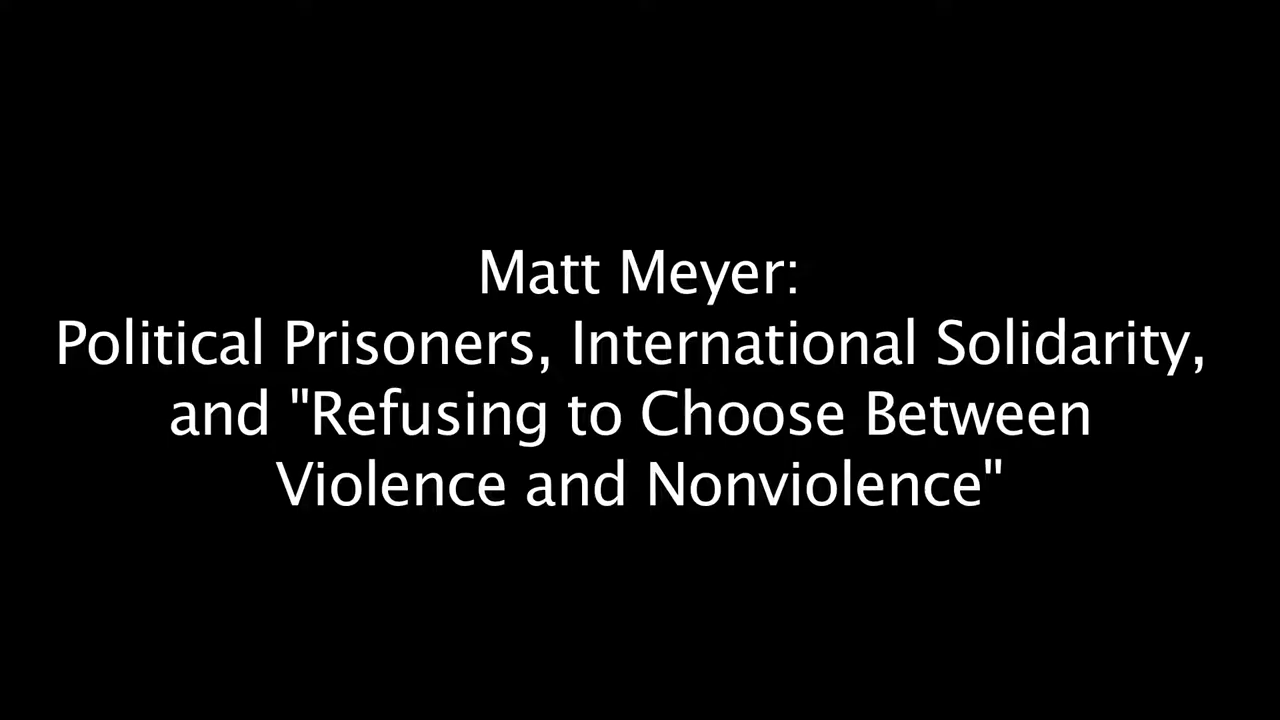 Matt Meyer:
Political Prisoners, International Solidarity,
and "Refusing to Choose Between
Violence and Nonviolence"